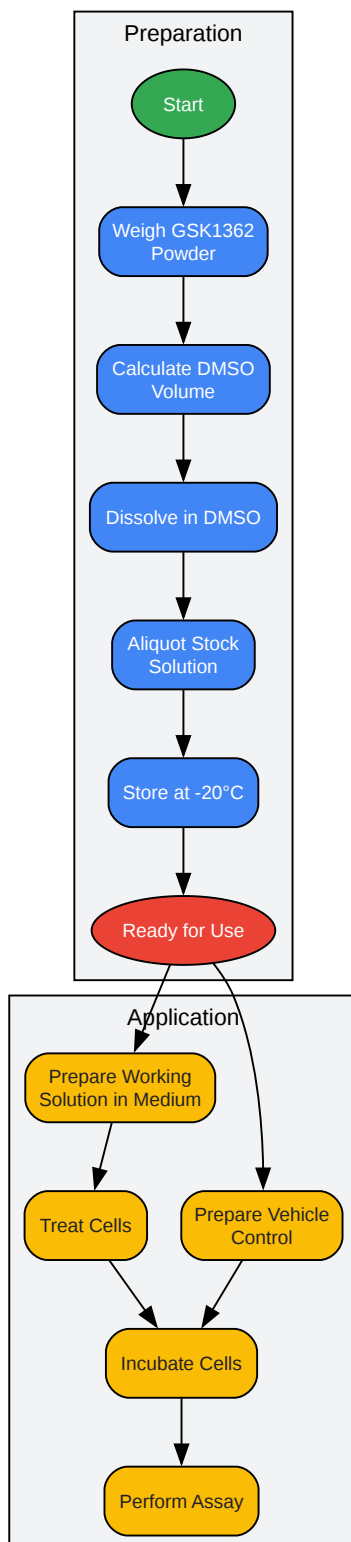 Preparation
Start
Weigh GSK1362
Powder
Calculate DMSO
Volume
Dissolve in DMSO
Aliquot Stock
Solution
Store at -20°C
Ready for Use
Application
Prepare Working
Solution in Medium
Treat Cells
Prepare Vehicle
Control
Incubate Cells
Perform Assay